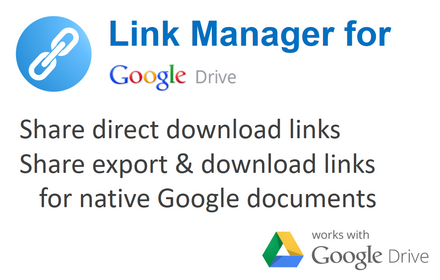 Link Manager for
Google Drive
Share direct download links
Share export & download links
for native Google documents
works with
Google Drive